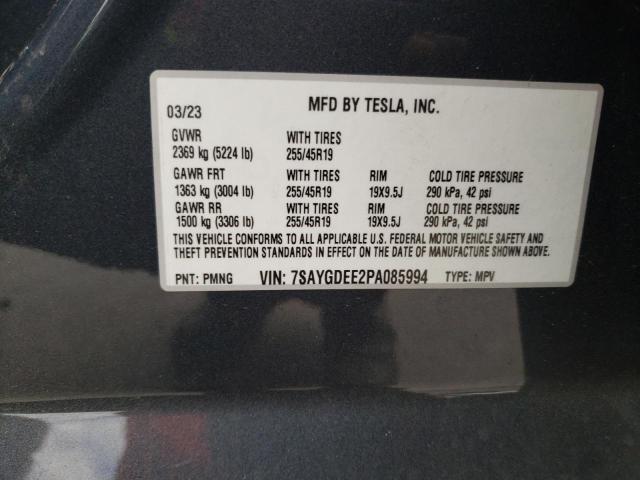 03/23 MFD BY TESLA, INC.
GVWR WITH TIRES
2369 kg (5224 lb) 255/45R19
GAWR FRT WITH TIRES RIM COLD TIRE PRESSURE
1363 kg (3004 lb) 255/45R19 19X9.5J 290 kPa, 42 psi
GAWR RR WITH TIRES RIM COLD TIRE PRESSURE
1500 kg (3306 lb) 255/45R19 19X9.5J 290 kPa, 42 psi
THIS VEHICLE CONFORMS TO ALL APPLICABLE U.S. FEDERAL MOTOR VEHICLE SAFETY AND
THEFT PREVENTION STANDARDS IN EFFECT ON THE DATE OF MANUFACTURE SHOWN ABOVE.
PNT: PMNG VIN: 7SAYGDEE2PA085994 TYPE: MPV